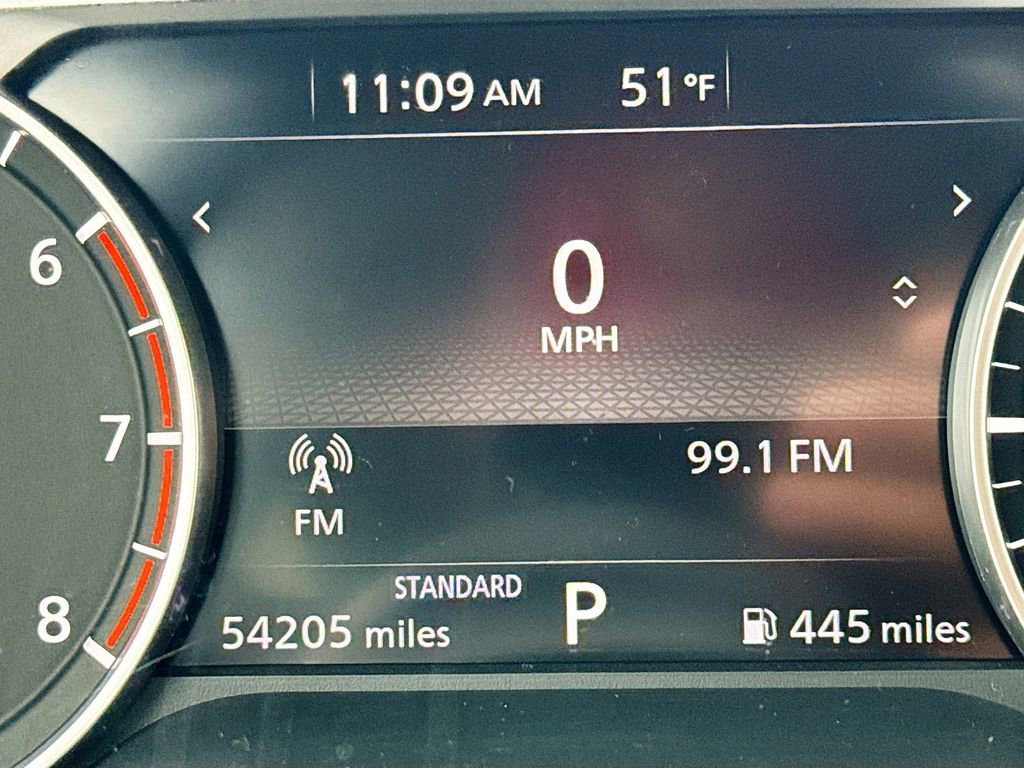 11:09 AM 51°F
6
0
MPH
7
99.1 FM
FM
STANDARD
8
54205 miles P 445 miles